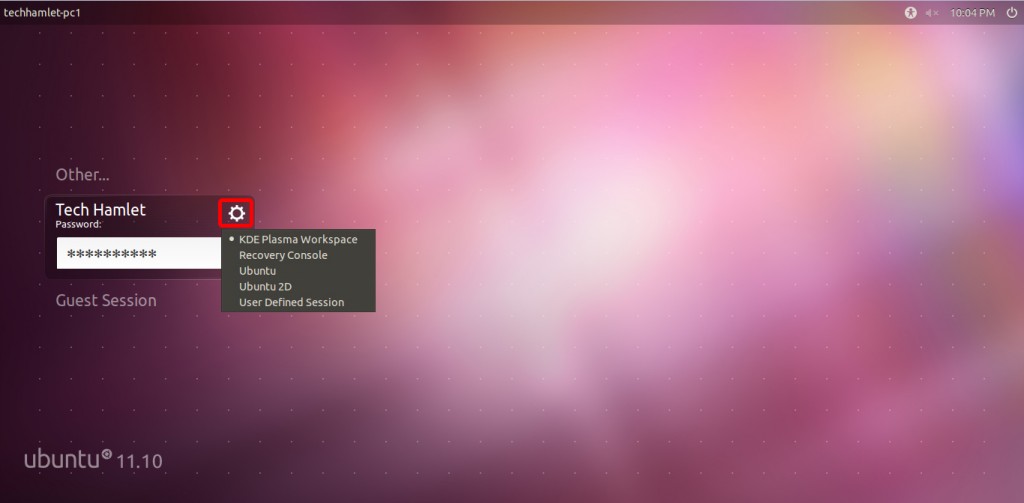 techhamlet-pc1
10:04 PM
Other...
Tech Hamlet
Password:
**********
KDE Plasma Workspace
Recovery Console
Ubuntu
Ubuntu 2D
User Defined Session
Guest Session
ubuntu® 11.10